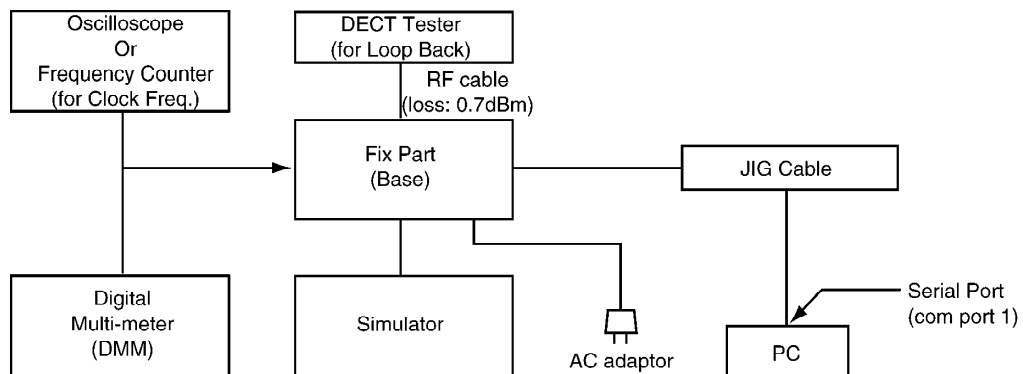 Oscilloscope
Or
Frequency Counter
(for Clock Freq.)
DECT Tester
(for Loop Back)
RF cable
(loss: 0.7dBm)
Fix Part
(Base)
JIG Cable
Digital
Multi-meter
(DMM)
Simulator
AC adaptor
Serial Port
(com port 1)
PC